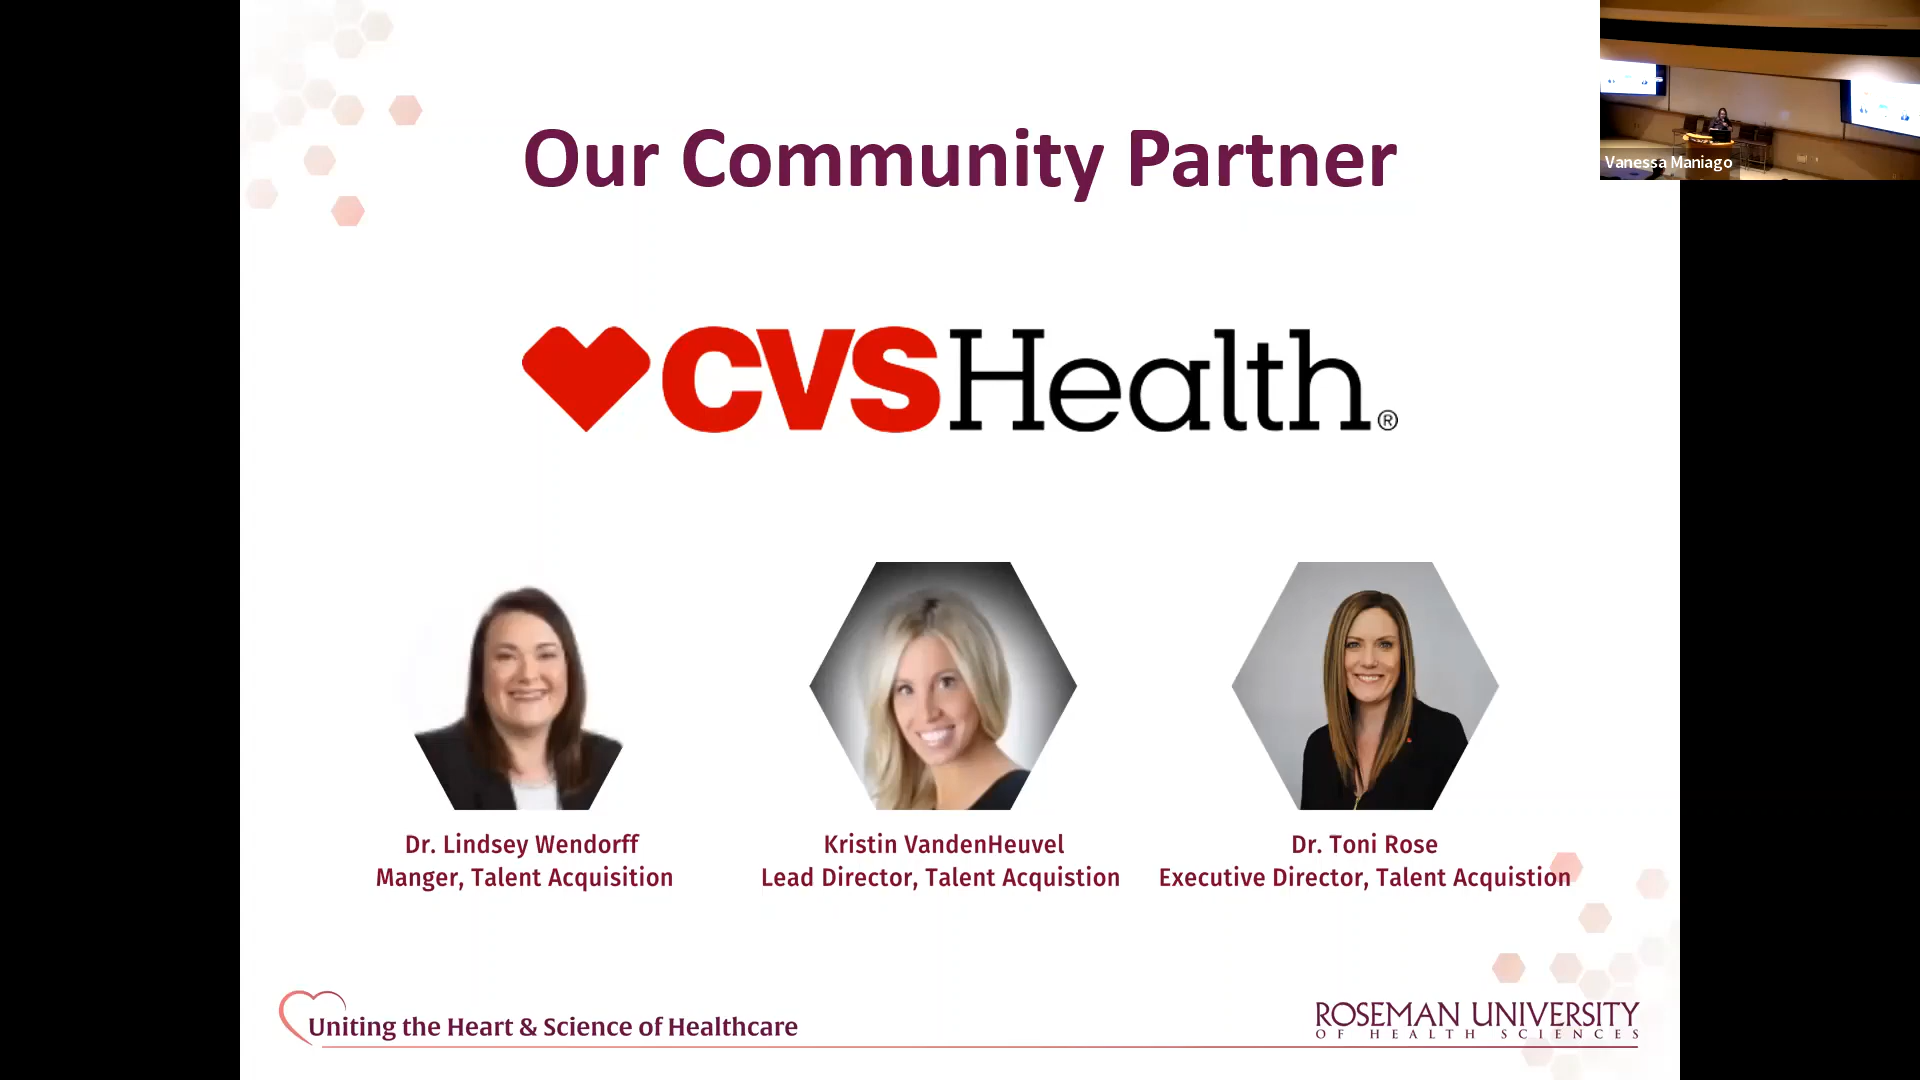 Our Community Partner
CVSHealth®
Dr. Lindsey Wendorff
Manger, Talent Acquisition
Kristin VandenHeuvel
Lead Director, Talent Acquistion
Dr. Toni Rose
Executive Director, Talent Acquistion
Uniting the Heart & Science of Healthcare
ROSEMAN UNIVERSITY
OF HEALTH SCIENCES
Vanessa Maniago